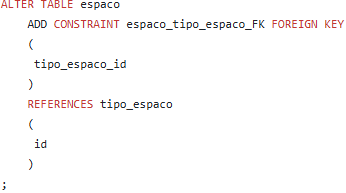 ALTER TABLE espaco
ADD CONSTRAINT espaco_tipo_espaco_FK FOREIGN KEY
(
tipo_espaco_id
)
REFERENCES tipo_espaco
(
id
)
;